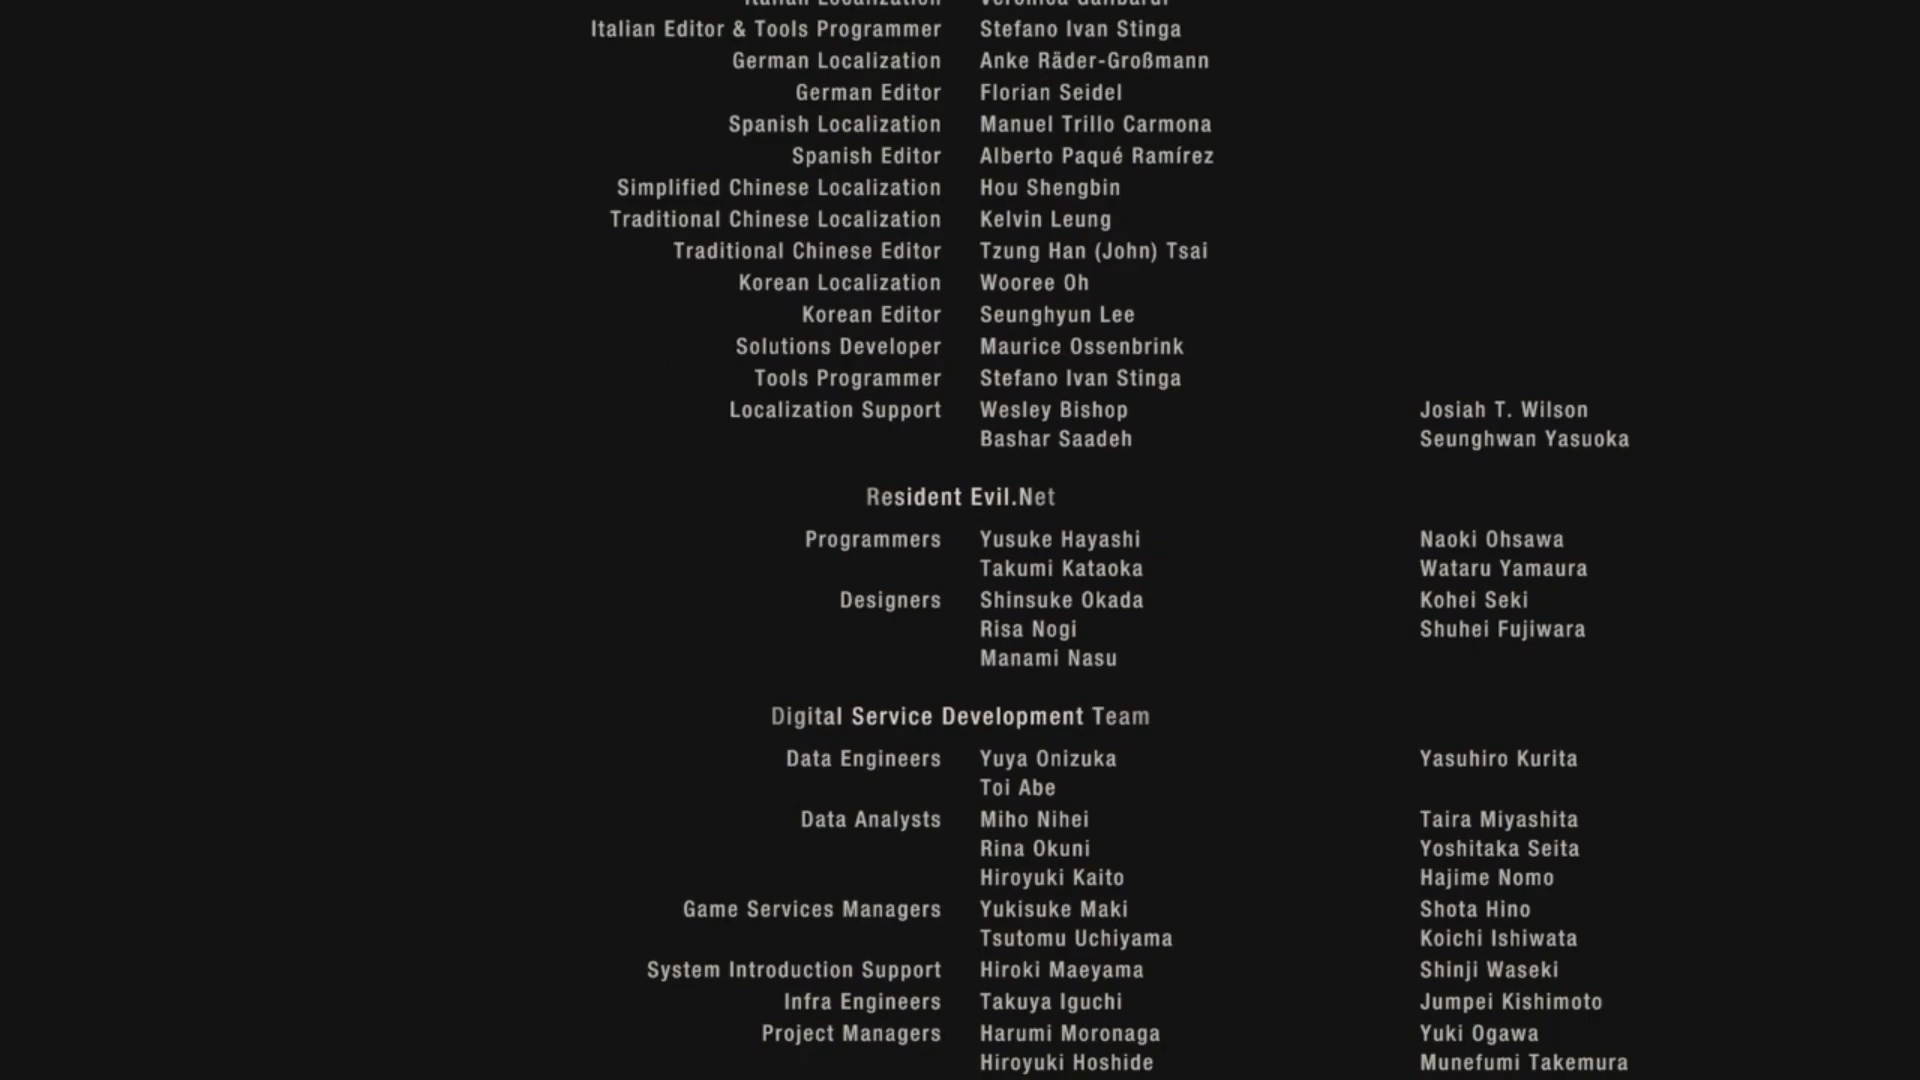 Italian Localization Veronica Gallbardi
Italian Editor & Tools Programmer Stefano Ivan Stinga
German Localization Anke Räder-Großmann
German Editor Florian Seidel
Spanish Localization Manuel Trillo Carmona
Spanish Editor Alberto Paqué Ramírez
Simplified Chinese Localization Hou Shengbin
Traditional Chinese Localization Kelvin Leung
Traditional Chinese Editor Tzung Han (John) Tsai
Korean Localization Wooree Oh
Korean Editor Seunghyun Lee
Solutions Developer Maurice Ossenbrink
Tools Programmer Stefano Ivan Stinga
Localization Support Wesley Bishop Josiah T. Wilson
Bashar Saadeh Seunghwan Yasuoka
Resident Evil.Net
Programmers Yusuke Hayashi Naoki Ohsawa
Takumi Kataoka Wataru Yamaura
Designers Shinsuke Okada Kohei Seki
Risa Nogi Shuhei Fujiwara
Manami Nasu
Digital Service Development Team
Data Engineers Yuya Onizuka Yasuhiro Kurita
Toi Abe
Data Analysts Miho Nihei Taira Miyashita
Rina Okuni Yoshitaka Seita
Hiroyuki Kaito Hajime Nomo
Game Services Managers Yukisuke Maki Shota Hino
Tsutomu Uchiyama Koichi Ishiwata
System Introduction Support Hiroki Maeyama Shinji Waseki
Infra Engineers Takuya Iguchi Jumpei Kishimoto
Project Managers Harumi Moronaga Yuki Ogawa
Hiroyuki Hoshide Munefumi Takemura